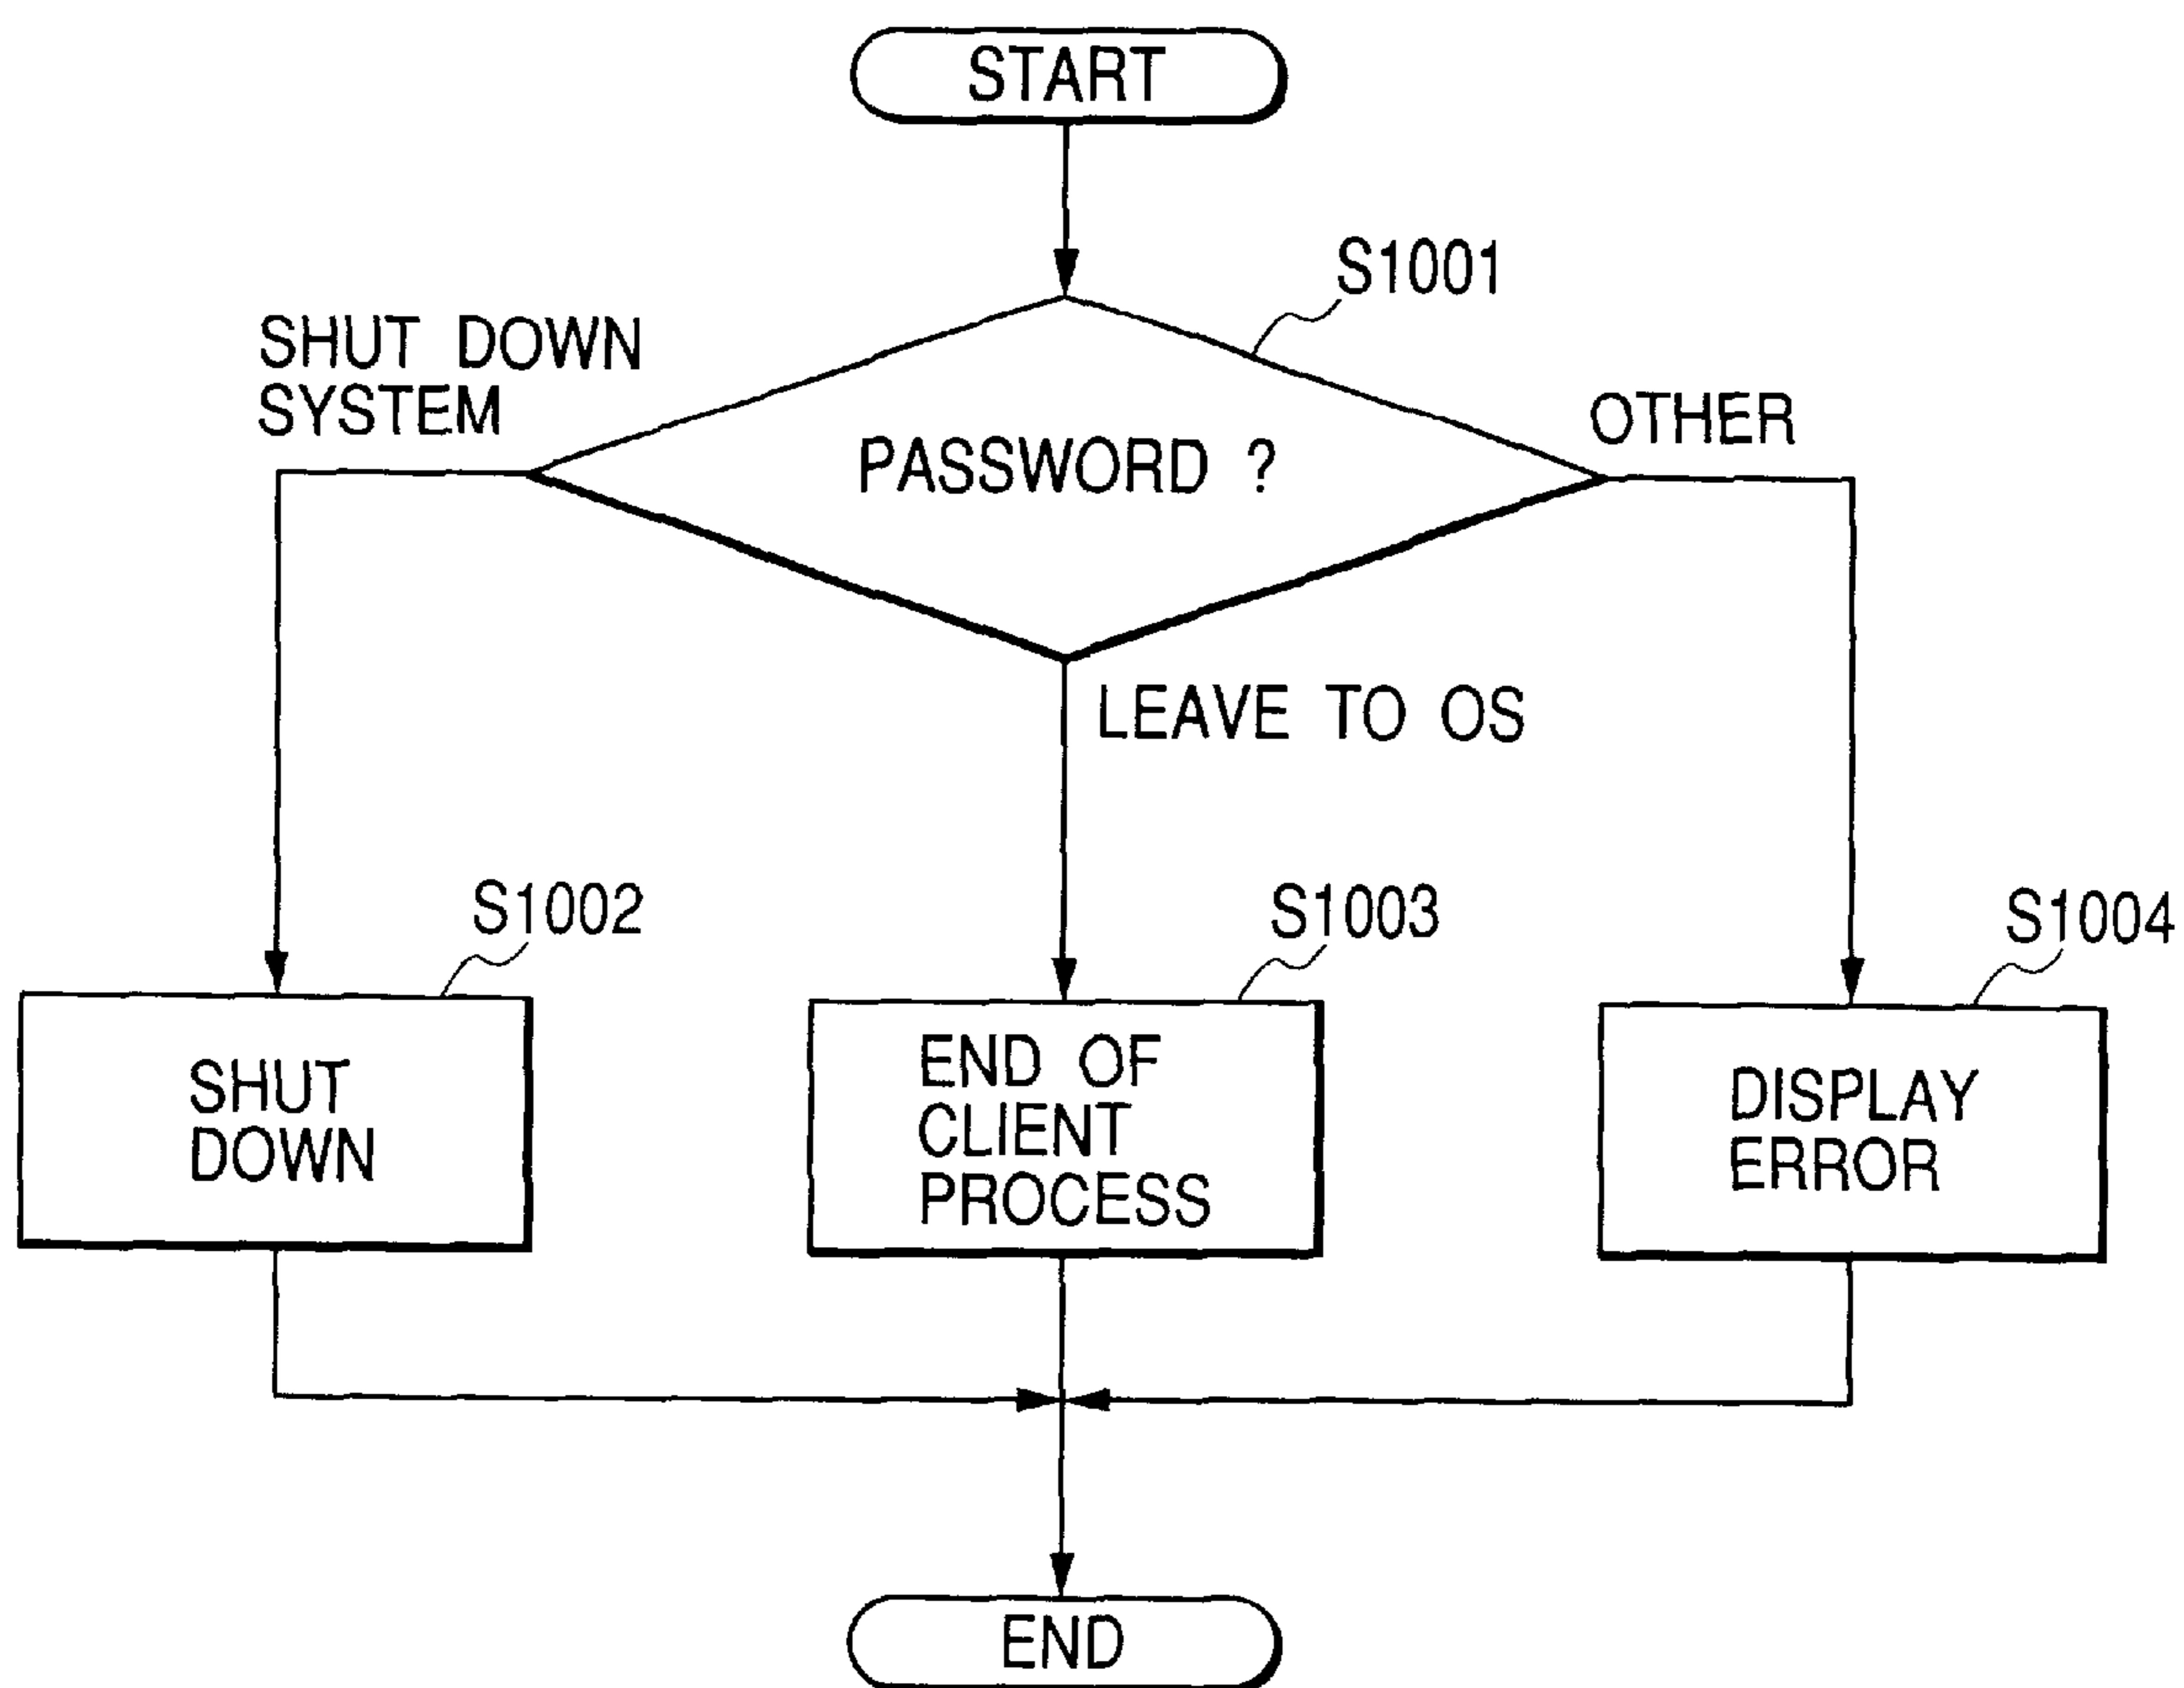 START
S1001
SHUT DOWN
SYSTEM
OTHER
PASSWORD ?
LEAVE TO OS
S1002
S1003
S1004
SHUT
DOWN
END OF
CLIENT
PROCESS
DISPLAY
ERROR
END